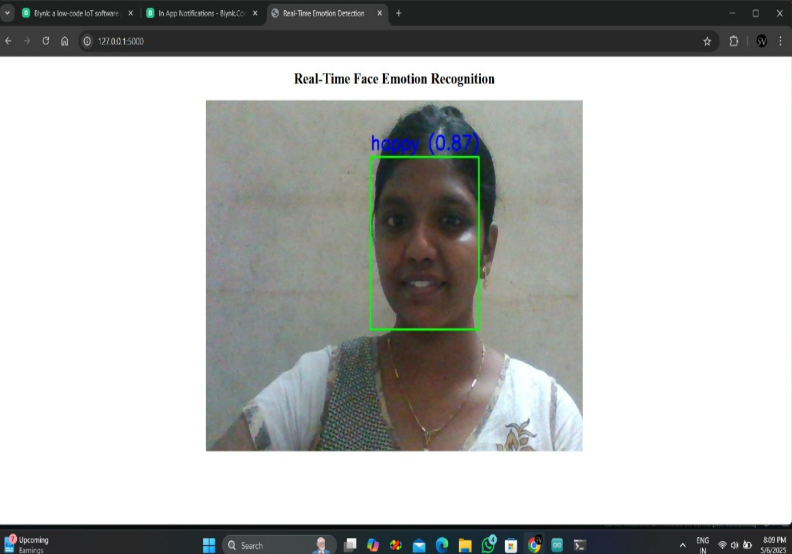 Blynk: a low-code IoT software
In App Notifications - Blynk.Co
Real-Time Emotion Detection
127.0.0.1:5000
SV
Real-Time Face Emotion Recognition
happy (0.87)
Upcoming
Earnings
Search
ENG
IN
8:09 PM
5/6/2025